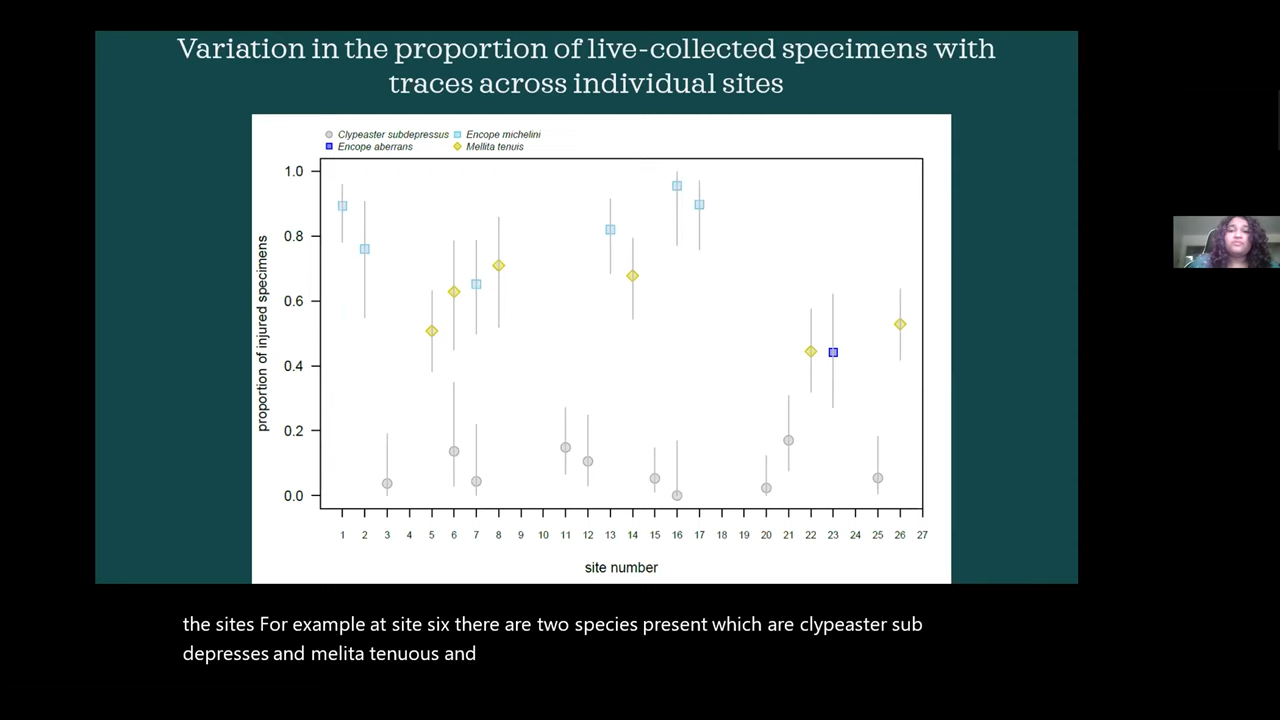 Variation in the proportion of live-collected specimens with
traces across individual sites
Clypeaster subdepressus Encope michelini
Encope aberrans Mellita tenuis
proportion of injured specimens
1.0
0.8
0.6
0.4
0.2
0.0
1 2 3 4 5 6 7 8 9 10 11 12 13 14 15 16 17 18 19 20 21 22 23 24 25 26 27
site number
the sites For example at site six there are two species present which are clypeaster sub
depresses and melita tenuous and